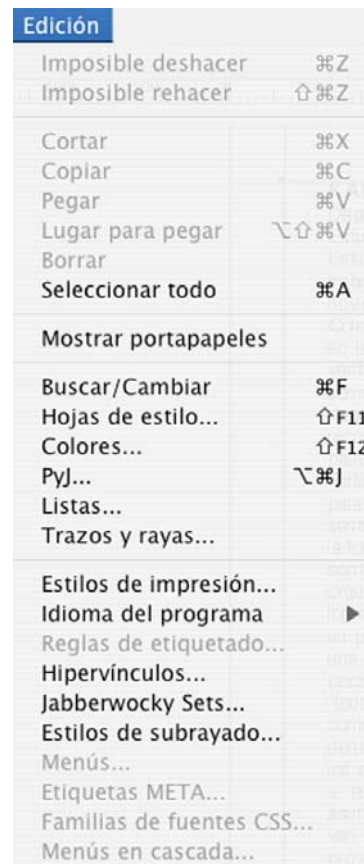 Edición
Imposible deshacer ⌘Z
Imposible rehacer ⇧⌘Z
Cortar ⌘X
Copiar ⌘C
Pegar ⌘V
Lugar para pegar ⌥⇧⌘V
Borrar
Seleccionar todo ⌘A
Mostrar portapapeles
Buscar/Cambiar ⌘F
Hojas de estilo... ⇧F11
Colores... ⇧F12
PyJ... ⌥⌘J
Listas...
Trazos y rayas...
Estilos de impresión...
Idioma del programa ▶
Reglas de etiquetado...
Hipervínculos...
Jabberwocky Sets...
Estilos de subrayado...
Menús...
Etiquetas META...
Familias de fuentes CSS...
Menús en cascada...